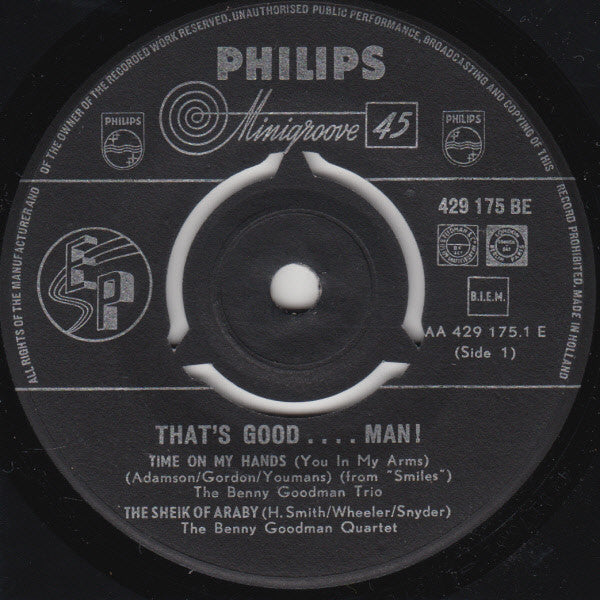 ALL RIGHTS OF THE MANUFACTURER AND OF THE OWNER OF THE RECORDED WORK RESERVED, UNAUTHORISED PUBLIC PERFORMANCE, BROADCASTING AND COPYING OF THIS RECORD PROHIBITED. MADE IN HOLLAND
PHILIPS
Minigroove 45
PHILIPS
PHILIPS
429 175 BE
B.I.E.M.
EP
AA 429 175.1 E
(Side 1)
THAT'S GOOD .... MAN!
TIME ON MY HANDS (You In My Arms)
(Adamson/Gordon/Youmans) (from "Smiles")
The Benny Goodman Trio
THE SHEIK OF ARABY (H. Smith/Wheeler/Snyder)
The Benny Goodman Quartet